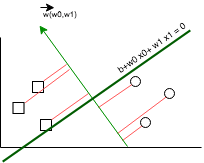 w(w0,w1)
b+w0 x0+ w1 x1 = 0